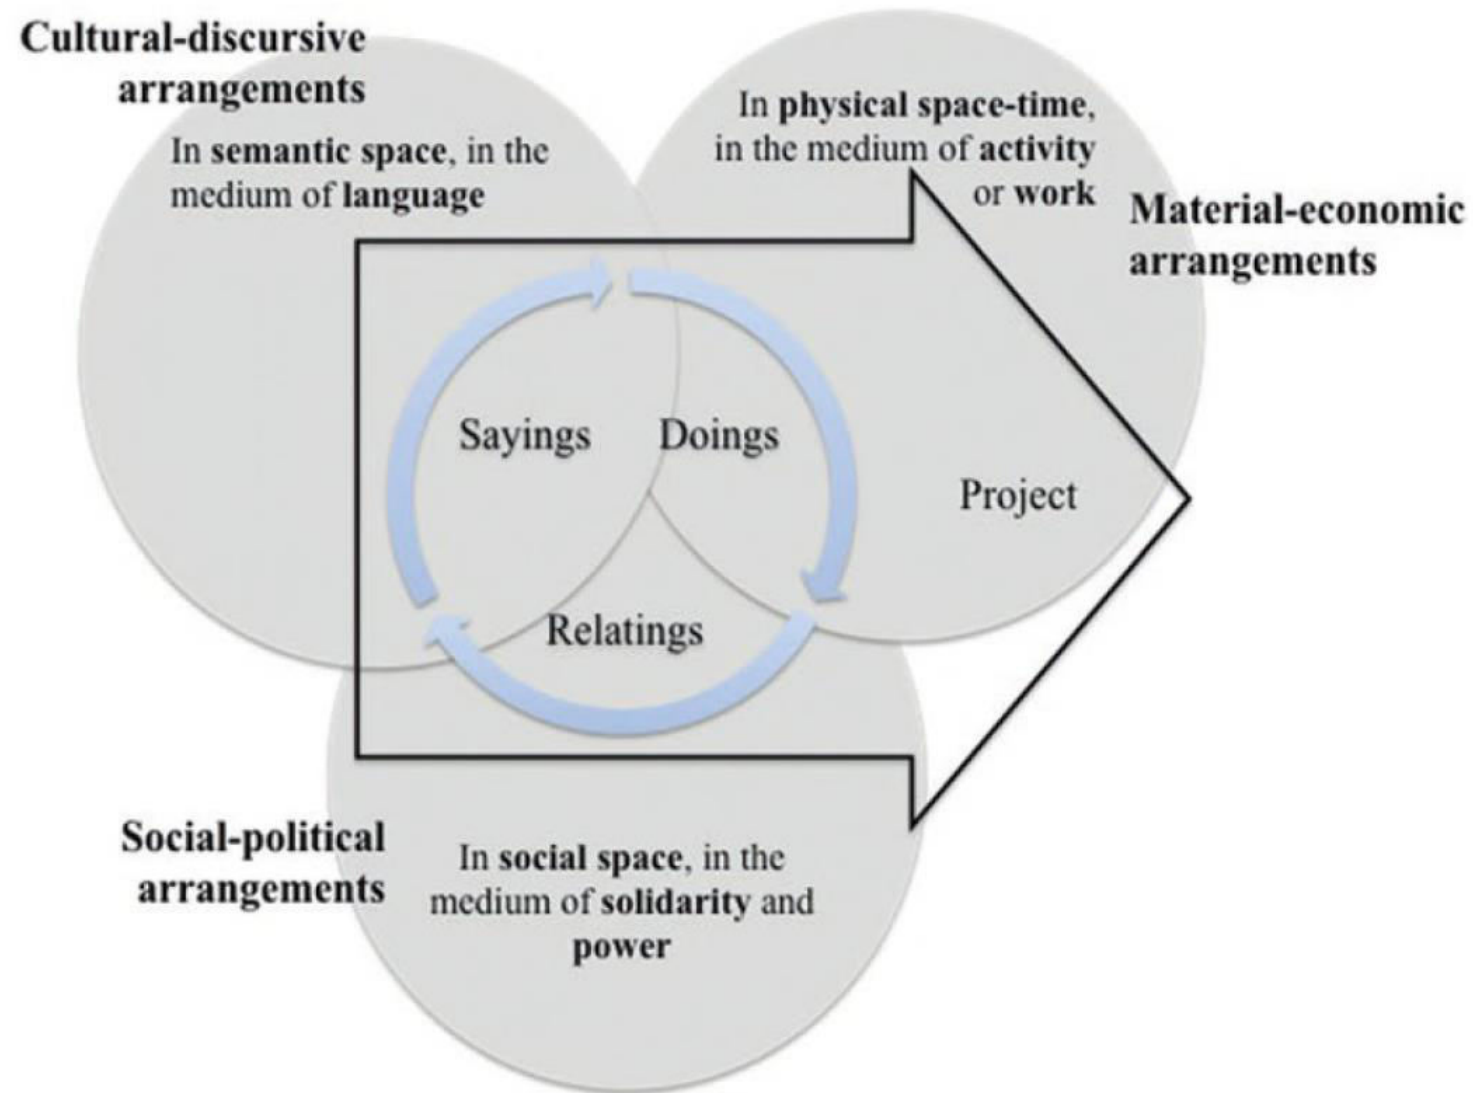 Cultural-discursive
arrangements
In semantic space, in the
medium of language
In physical space-time,
in the medium of activity
or work
Material-economic
arrangements
Sayings
Doings
Project
Relatings
Social-political
arrangements
In social space, in the
medium of solidarity and
power